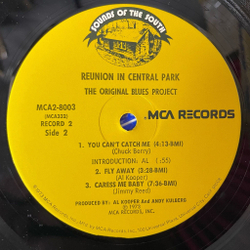 SOUNDS OF THE SOUTH
REUNION IN CENTRAL PARK
THE ORIGINAL BLUES PROJECT
MCA2-8003
(MCA325)
RECORD 2
Side 2
MCA RECORDS
1. YOU CAN'T CATCH ME (4:13-BMI)
(Chuck Berry)
INTRODUCTION: AL (:55)
2. FLY AWAY (3:28-BMI)
(Al Kooper)
3. CARESS ME BABY (7:36-BMI)
(Jimmy Reed)
PRODUCED BY: AL KOOPER and ANDY KULBERG
℗ 1973
MCA RECORDS, INC.